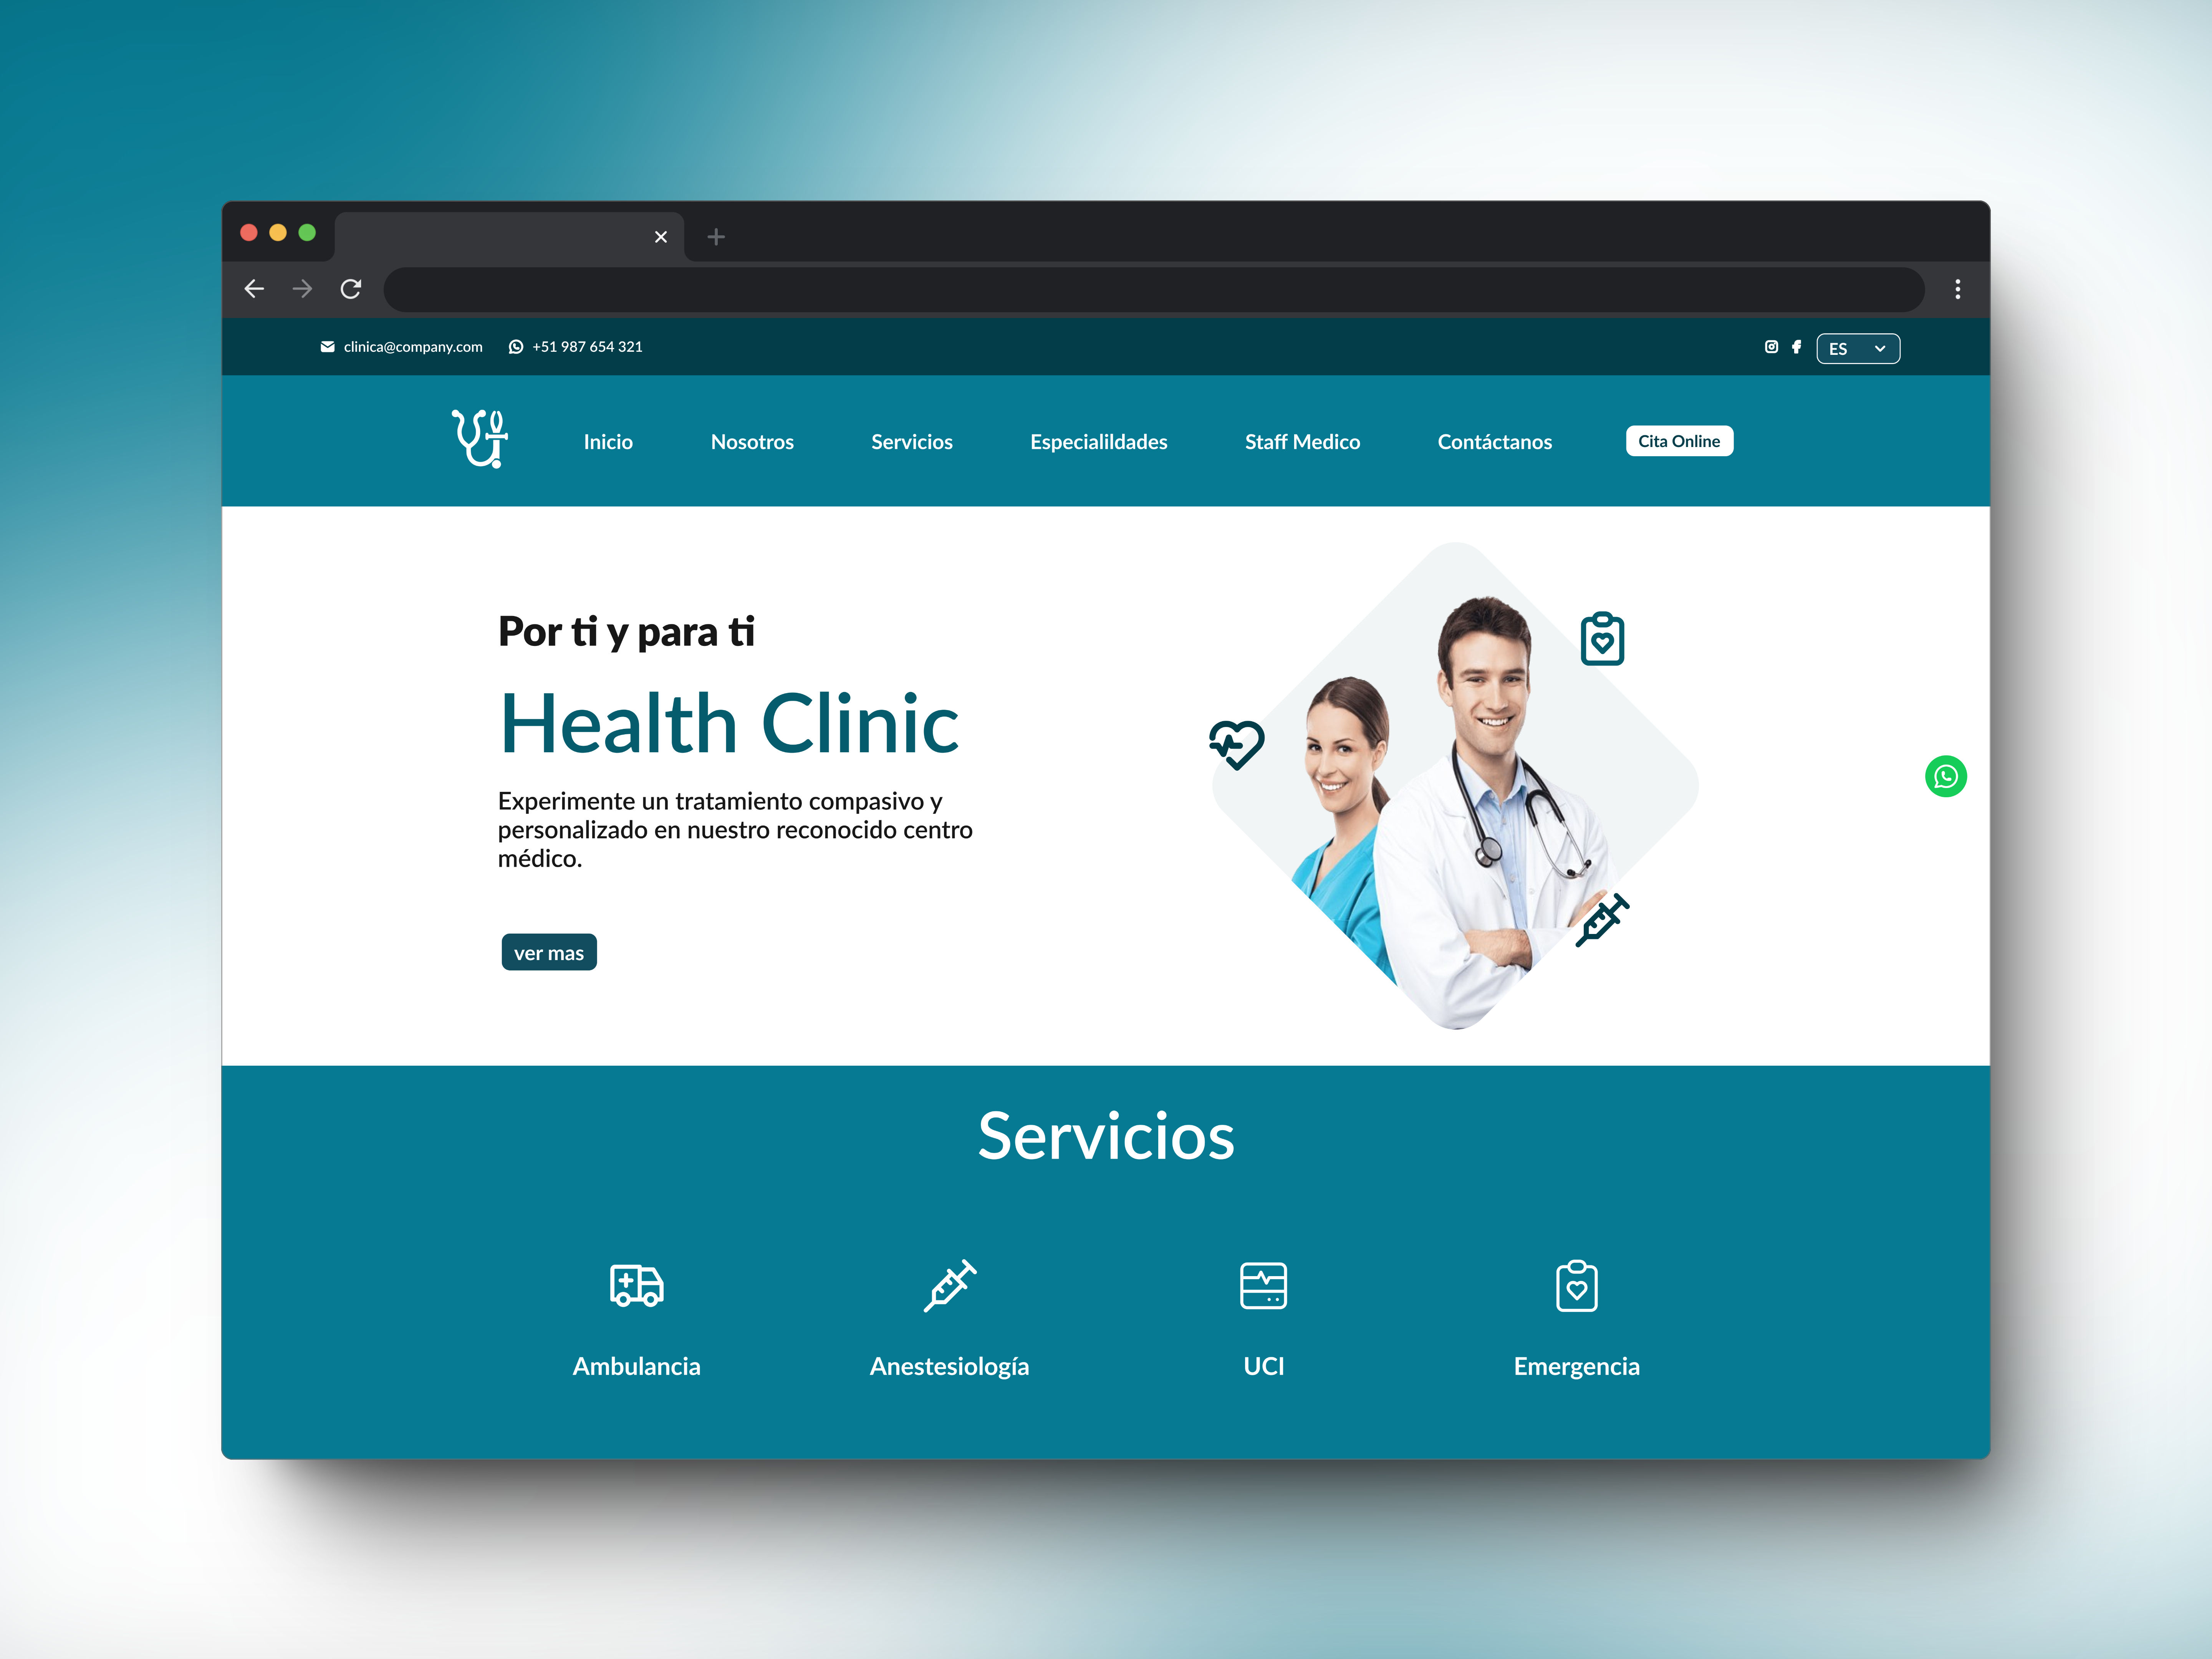 clinica@company.com
+51 987 654 321
ES
Inicio
Nosotros
Servicios
Especialildades
Staff Medico
Contáctanos
Cita Online
Por ti y para ti
Health Clinic
Experimente un tratamiento compasivo y
personalizado en nuestro reconocido centro
médico.
ver mas
Servicios
Ambulancia
Anestesiología
UCI
Emergencia